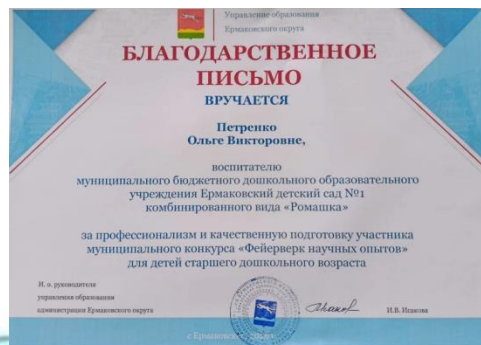 Управление образования
Ермаковского округа
БЛАГОДАРСТВЕННОЕ
ПИСЬМО
ВРУЧАЕТСЯ
Петренко
Ольге Викторовне,
воспитателю
муниципального бюджетного дошкольного образовательного
учреждения Ермаковский детский сад №1
комбинированного вида «Ромашка»
за профессионализм и качественную подготовку участника
муниципального конкурса «Фейерверк научных опытов»
для детей старшего дошкольного возраста
И. о. руководителя
управления образования
администрации Ермаковского округа
И.В. Исакова